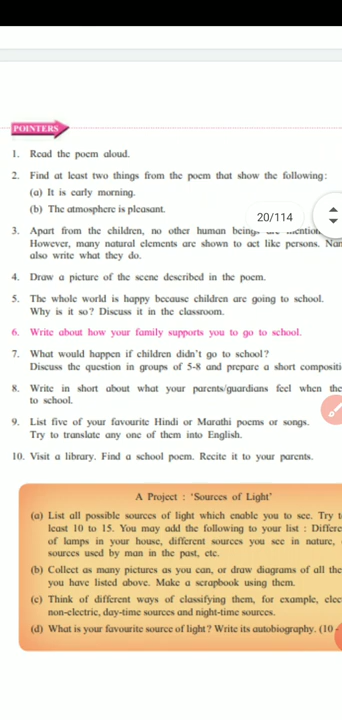 POINTERS
1. Read the poem aloud.
2. Find at least two things from the poem that show the following:
(a) It is early morning.
(b) The atmosphere is pleasant.
20/114
3. Apart from the children, no other human beings are mention
However, many natural elements are shown to act like persons. Nam
also write what they do.
4. Draw a picture of the scene described in the poem.
5. The whole world is happy because children are going to school.
Why is it so? Discuss it in the classroom.
6. Write about how your family supports you to go to school.
7. What would happen if children didn't go to school?
Discuss the question in groups of 5-8 and prepare a short compositi
8. Write in short about what your parents/guardians feel when the
to school.
9. List five of your favourite Hindi or Marathi poems or songs.
Try to translate any one of them into English.
10. Visit a library. Find a school poem. Recite it to your parents.
A Project : 'Sources of Light'
(a) List all possible sources of light which enable you to see. Try t
least 10 to 15. You may add the following to your list : Differe
of lamps in your house, different sources you see in nature,
sources used by man in the past, etc.
(b) Collect as many pictures as you can, or draw diagrams of all the
you have listed above. Make a scrapbook using them.
(c) Think of different ways of classifying them, for example, elec
non-electric, day-time sources and night-time sources.
(d) What is your favourite source of light? Write its autobiography. (10 -